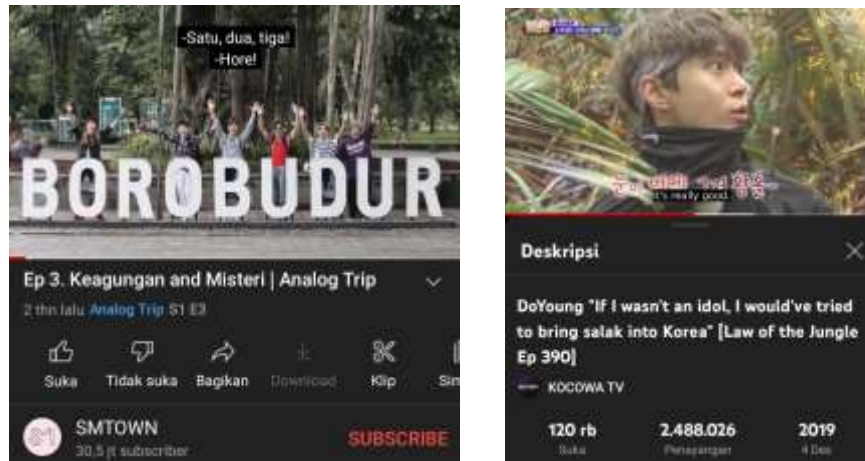 -Satu, dua, tiga!
-Hore!
BOROBUDUR
Ep 3. Keagungan and Misteri | Analog Trip
2 thn lalu Analog Trip S1 E3
Suka
Tidak suka
Bagikan
Download
Klip
Sim
SMTOWN
30,5 jt subscriber
SUBSCRIBE
it's really good.
Deskripsi
DoYoung "If I wasn't an idol, I would've tried
to bring salak into Korea" [Law of the Jungle
Ep 390]
KOCOWA TV
120 rb
2.488.026
2019
Suka
Penayangan
4 Des